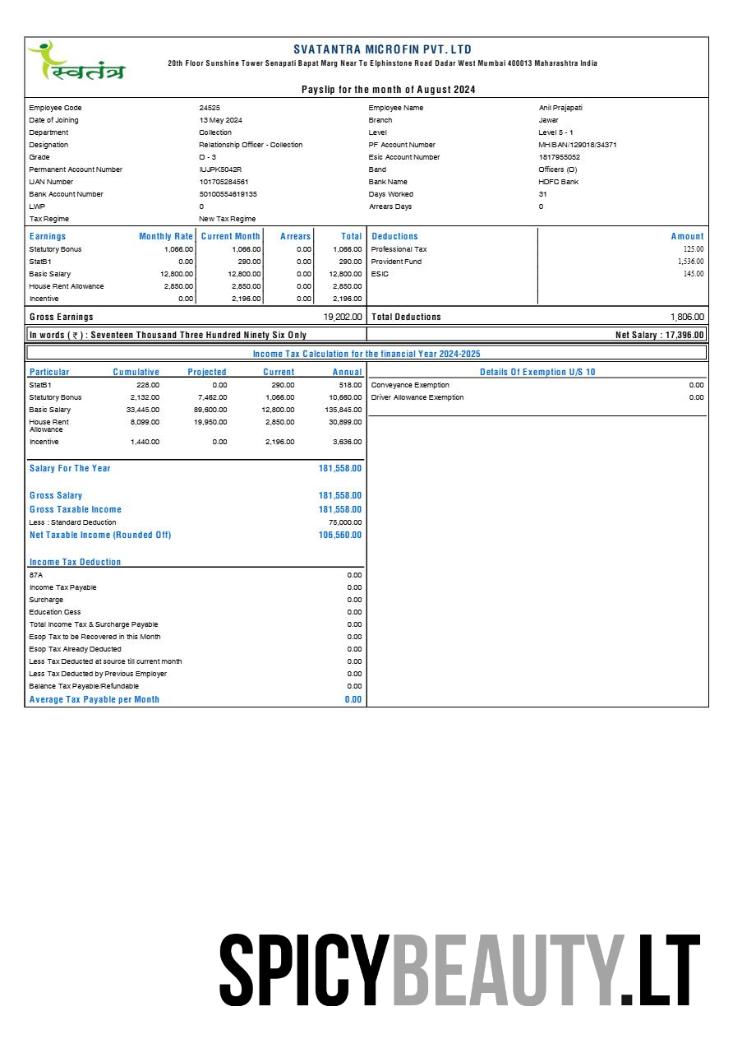 स्वतंत्र
SVATANTRA MICROFIN PVT. LTD
20th Floor Sunshine Tower Senapati Bapat Marg Near To Elphinstone Road Dadar West Mumbai 400013 Maharashtra India
Payslip for the month of August 2024
Employee Code 24525 Employee Name Anil Prajapati
Date of Joining 13 May 2024 Branch Jewar
Department Collection Level Level 5 - 1
Designation Relationship Officer - Collection PF Account Number MH/BAN/129018/34371
Grade O - 3 Esic Account Number 1817955052
Permanent Account Number IUJPK5042R Band Officers (O)
UAN Number 101705284561 Bank Name HDFC Bank
Bank Account Number 50100554619135 Days Worked 31
LWP 0 Arrears Days 0
Tax Regime New Tax Regime
Earnings Monthly Rate Current Month Arrears Total Deductions Amount
Statutory Bonus 1,066.00 1,066.00 0.00 1,066.00 Professional Tax 125.00
StatB1 0.00 290.00 0.00 290.00 Provident Fund 1,536.00
Basic Salary 12,800.00 12,800.00 0.00 12,800.00 ESIC 145.00
House Rent Allowance 2,850.00 2,850.00 0.00 2,850.00
Incentive 0.00 2,196.00 0.00 2,196.00
Gross Earnings 19,202.00 Total Deductions 1,806.00
In words ( ₹ ) : Seventeen Thousand Three Hundred Ninety Six Only Net Salary : 17,396.00
Income Tax Calculation for the financial Year 2024-2025
Particular Cumulative Projected Current Annual Details Of Exemption U/S 10
StatB1 228.00 0.00 290.00 518.00 Conveyance Exemption 0.00
Statutory Bonus 2,132.00 7,462.00 1,066.00 10,660.00 Driver Allowance Exemption 0.00
Basic Salary 33,445.00 89,600.00 12,800.00 135,845.00
House Rent 8,099.00 19,950.00 2,850.00 30,899.00
Allowance
Incentive 1,440.00 0.00 2,196.00 3,636.00
Salary For The Year 181,558.00
Gross Salary 181,558.00
Gross Taxable Income 181,558.00
Less : Standard Deduction 75,000.00
Net Taxable Income (Rounded Off) 106,560.00
Income Tax Deduction
87A 0.00
Income Tax Payable 0.00
Surcharge 0.00
Education Cess 0.00
Total Income Tax & Surcharge Payable 0.00
Esop Tax to be Recovered in this Month 0.00
Esop Tax Already Deducted 0.00
Less Tax Deducted at source till current month 0.00
Less Tax Deducted by Previous Employer 0.00
Balance Tax Payable/Refundable 0.00
Average Tax Payable per Month 0.00
SPICYBEAUTY.LT